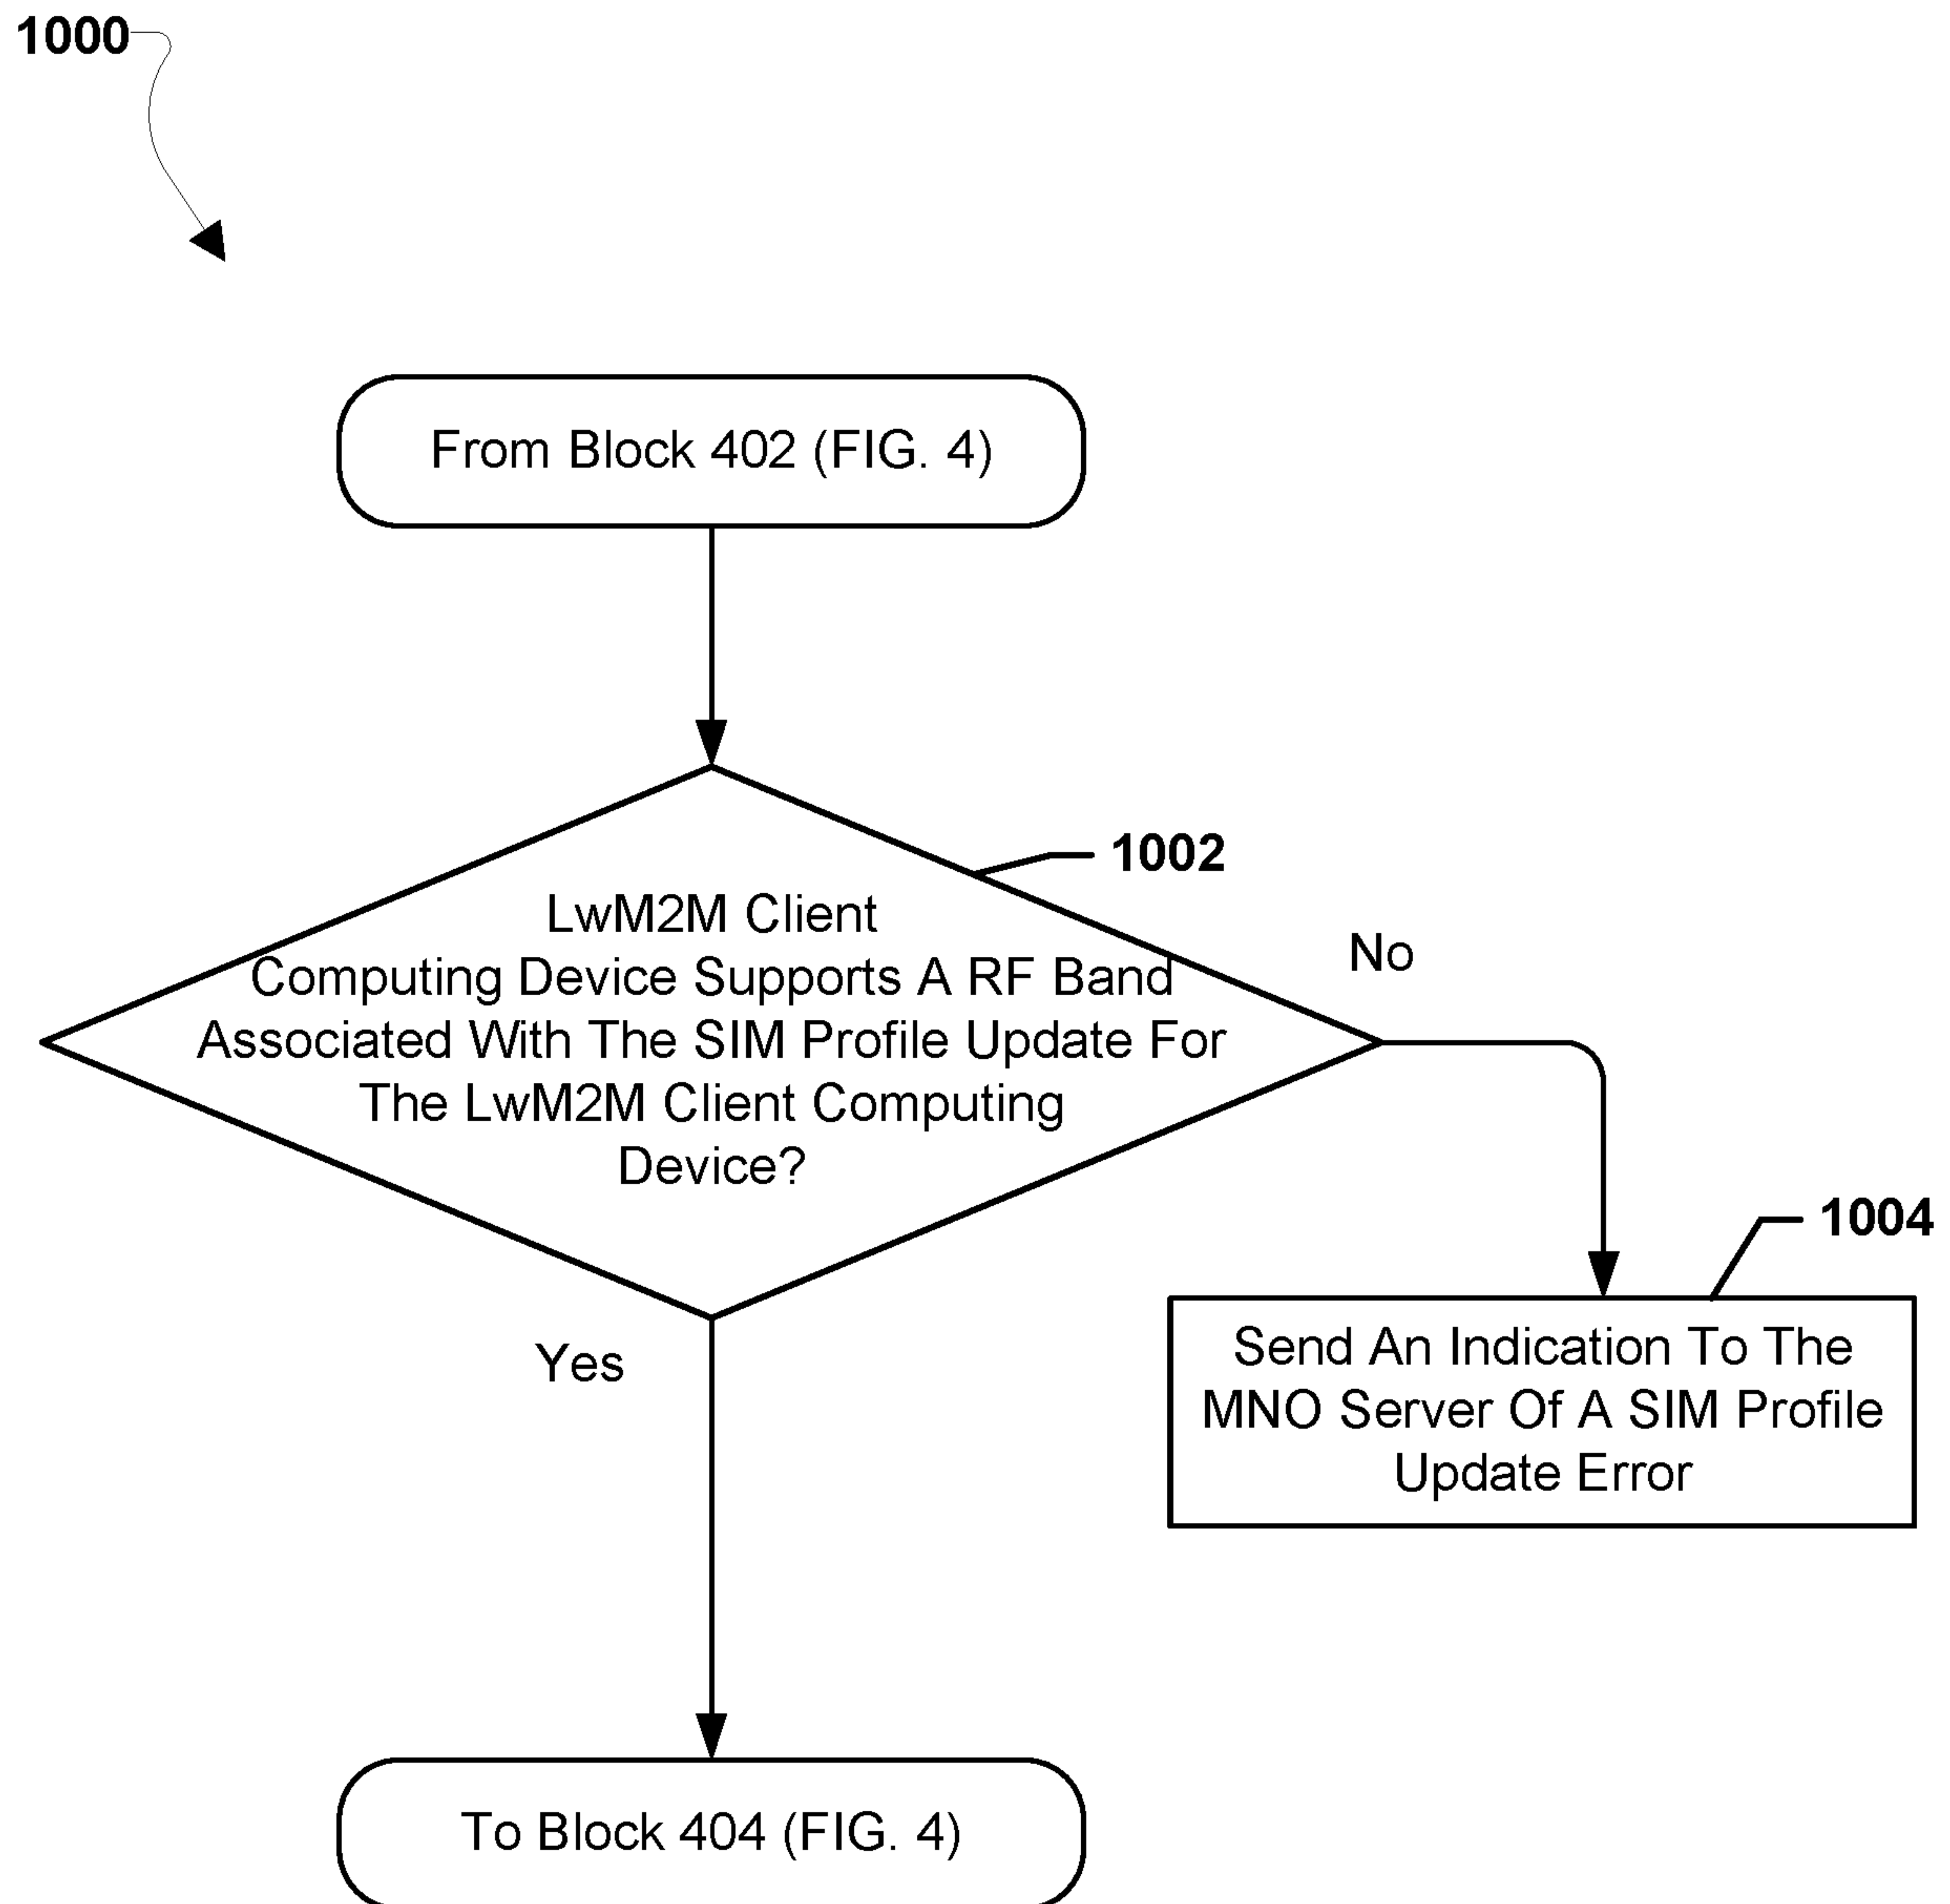 1000
From Block 402 (FIG. 4)
1002
LwM2M Client
Computing Device Supports A RF Band
Associated With The SIM Profile Update For
The LwM2M Client Computing
Device?
No
Yes
1004
Send An Indication To The
MNO Server Of A SIM Profile
Update Error
To Block 404 (FIG. 4)